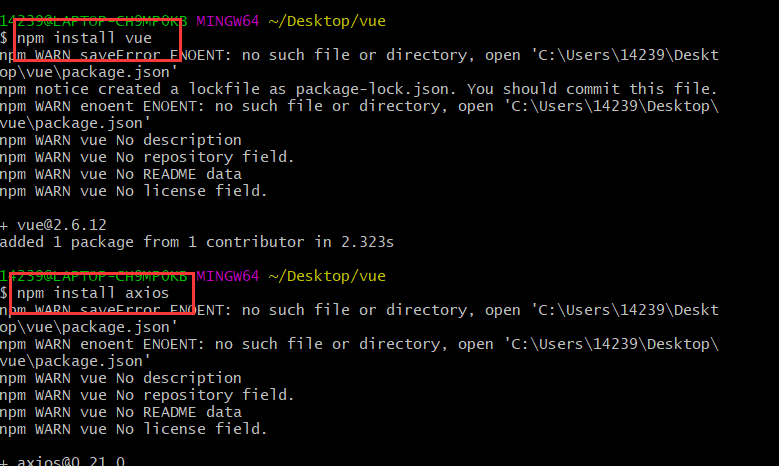 14239@LAPTOP-CH9MP0KB MINGW64 ~/Desktop/vue
$ npm install vue
npm WARN saveError ENOENT: no such file or directory, open 'C:\Users\14239\Deskt
op\vue\package.json'
npm notice created a lockfile as package-lock.json. You should commit this file.
npm WARN enoent ENOENT: no such file or directory, open 'C:\Users\14239\Desktop\
vue\package.json'
npm WARN vue No description
npm WARN vue No repository field.
npm WARN vue No README data
npm WARN vue No license field.
+ vue@2.6.12
added 1 package from 1 contributor in 2.323s
14239@LAPTOP-CH9MP0KB MINGW64 ~/Desktop/vue
$ npm install axios
npm WARN saveError ENOENT: no such file or directory, open 'C:\Users\14239\Deskt
op\vue\package.json'
npm WARN enoent ENOENT: no such file or directory, open 'C:\Users\14239\Desktop\
vue\package.json'
npm WARN vue No description
npm WARN vue No repository field.
npm WARN vue No README data
npm WARN vue No license field.
+ axios@0.21.0